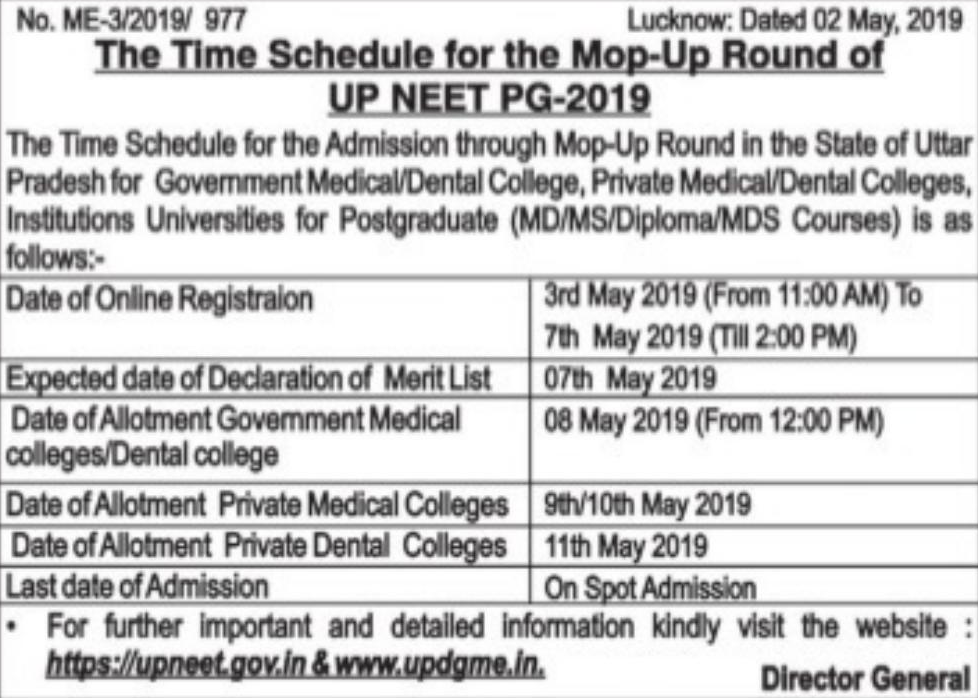 No. ME-3/2019/ 977 Lucknow: Dated 02 May, 2019
The Time Schedule for the Mop-Up Round of
UP NEET PG-2019
The Time Schedule for the Admission through Mop-Up Round in the State of Uttar
Pradesh for Government Medical/Dental College, Private Medical/Dental Colleges,
Institutions Universities for Postgraduate (MD/MS/Diploma/MDS Courses) is as
follows:-
Date of Online Registraion 3rd May 2019 (From 11:00 AM) To
7th May 2019 (Till 2:00 PM)
Expected date of Declaration of Merit List 07th May 2019
Date of Allotment Government Medical 08 May 2019 (From 12:00 PM)
colleges/Dental college
Date of Allotment Private Medical Colleges 9th/10th May 2019
Date of Allotment Private Dental Colleges 11th May 2019
Last date of Admission On Spot Admission
• For further important and detailed information kindly visit the website :
https://upneet.gov.in & www.updgme.in.
Director General